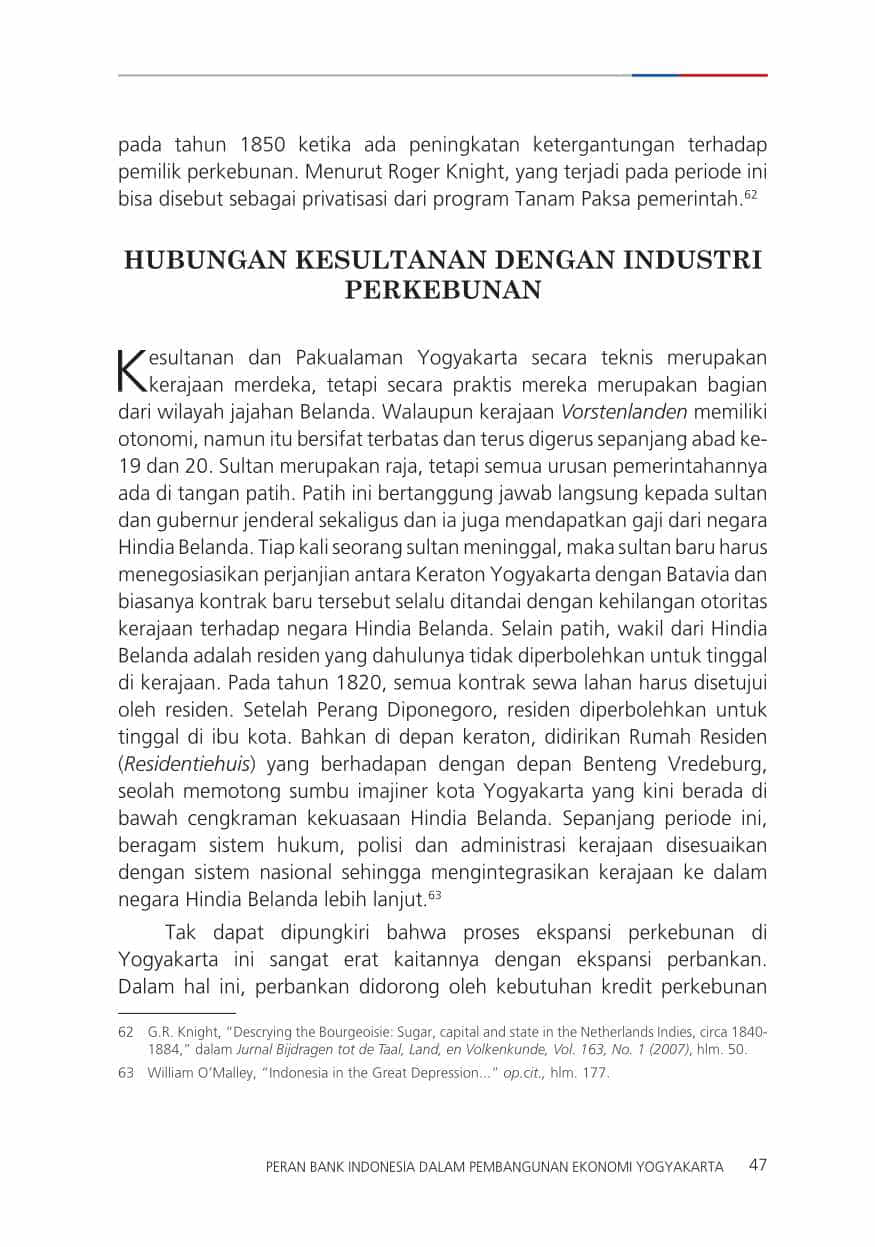 pada tahun 1850 ketika ada peningkatan ketergantungan terhadap
pemilik perkebunan. Menurut Roger Knight, yang terjadi pada periode ini
bisa disebut sebagai privatisasi dari program Tanam Paksa pemerintah.62
HUBUNGAN KESULTANAN DENGAN INDUSTRI
PERKEBUNAN
Kesultanan dan Pakualaman Yogyakarta secara teknis merupakan
kerajaan merdeka, tetapi secara praktis mereka merupakan bagian
dari wilayah jajahan Belanda. Walaupun kerajaan Vorstenlanden memiliki
otonomi, namun itu bersifat terbatas dan terus digerus sepanjang abad ke-
19 dan 20. Sultan merupakan raja, tetapi semua urusan pemerintahannya
ada di tangan patih. Patih ini bertanggung jawab langsung kepada sultan
dan gubernur jenderal sekaligus dan ia juga mendapatkan gaji dari negara
Hindia Belanda. Tiap kali seorang sultan meninggal, maka sultan baru harus
menegosiasikan perjanjian antara Keraton Yogyakarta dengan Batavia dan
biasanya kontrak baru tersebut selalu ditandai dengan kehilangan otoritas
kerajaan terhadap negara Hindia Belanda. Selain patih, wakil dari Hindia
Belanda adalah residen yang dahulunya tidak diperbolehkan untuk tinggal
di kerajaan. Pada tahun 1820, semua kontrak sewa lahan harus disetujui
oleh residen. Setelah Perang Diponegoro, residen diperbolehkan untuk
tinggal di ibu kota. Bahkan di depan keraton, didirikan Rumah Residen
(Residentiehuis) yang berhadapan dengan depan Benteng Vredeburg,
seolah memotong sumbu imajiner kota Yogyakarta yang kini berada di
bawah cengkraman kekuasaan Hindia Belanda. Sepanjang periode ini,
beragam sistem hukum, polisi dan administrasi kerajaan disesuaikan
dengan sistem nasional sehingga mengintegrasikan kerajaan ke dalam
negara Hindia Belanda lebih lanjut.63
Tak dapat dipungkiri bahwa proses ekspansi perkebunan di
Yogyakarta ini sangat erat kaitannya dengan ekspansi perbankan.
Dalam hal ini, perbankan didorong oleh kebutuhan kredit perkebunan
62 G.R. Knight, "Descrying the Bourgeoisie: Sugar, capital and state in the Netherlands Indies, circa 1840-
1884," dalam Jurnal Bijdragen tot de Taal, Land, en Volkenkunde, Vol. 163, No. 1 (2007), hlm. 50.
63 William O'Malley, "Indonesia in the Great Depression..." op.cit., hlm. 177.
PERAN BANK INDONESIA DALAM PEMBANGUNAN EKONOMI YOGYAKARTA 47